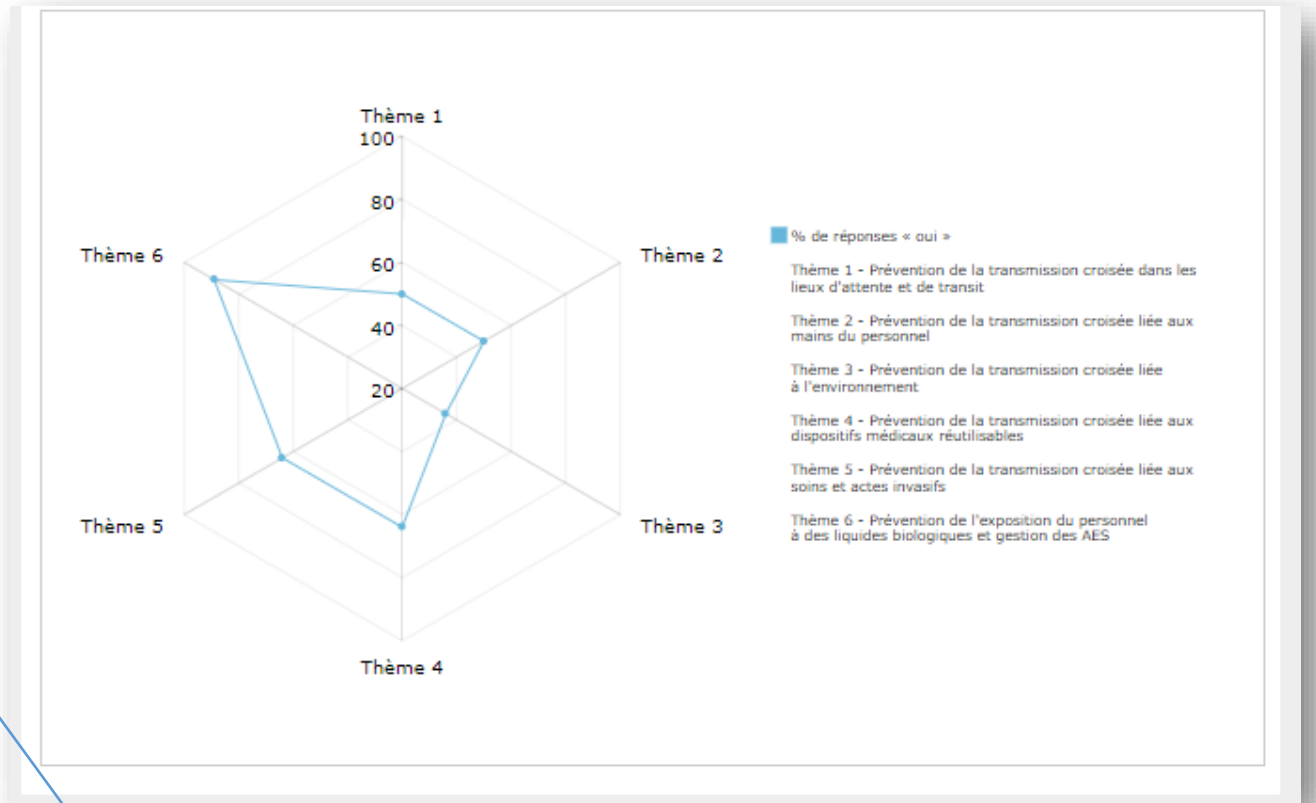 Thème 1
100
80
Thème 6
Thème 2
60
40
20
Thème 5
Thème 3
Thème 4
% de réponses « oui »
Thème 1 - Prévention de la transmission croisée dans les
lieux d'attente et de transit
Thème 2 - Prévention de la transmission croisée liée aux
mains du personnel
Thème 3 - Prévention de la transmission croisée liée
à l'environnement
Thème 4 - Prévention de la transmission croisée liée aux
dispositifs médicaux réutilisables
Thème 5 - Prévention de la transmission croisée liée aux
soins et actes invasifs
Thème 6 - Prévention de l'exposition du personnel
à des liquides biologiques et gestion des AES